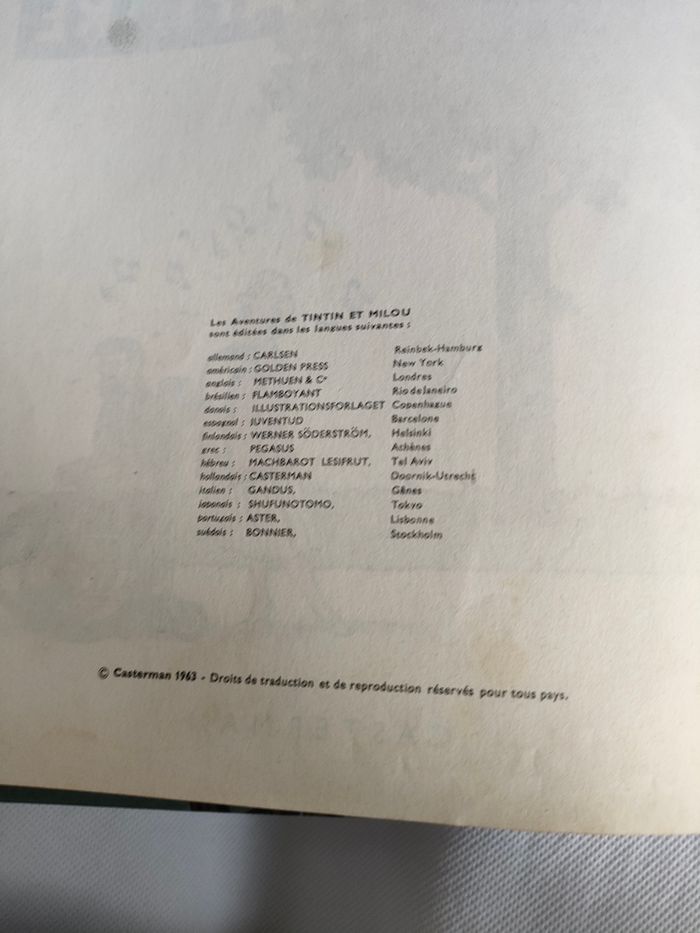 Les Aventures de TINTIN ET MILOU
sont éditées dans les langues suivantes :
allemand : CARLSEN Reinbek-Hamburg
américain : GOLDEN PRESS New York
anglais : METHUEN & Cº Londres
brésilien : FLAMBOYANT Rio de Janeiro
danois : ILLUSTRATIONSFORLAGET Copenhague
espagnol : JUVENTUD Barcelone
finlandais : WERNER SÖDERSTRÖM, Helsinki
grec : PEGASUS Athènes
hébreu : MACHBAROT LESIFRUT, Tel Aviv
hollandais : CASTERMAN Doornik-Utrecht
italien : GANDUS, Gênes
japonais : SHUFUNOTOMO, Tokyo
portugais : ASTER, Lisbonne
suédois : BONNIER, Stockholm
© Casterman 1963 - Droits de traduction et de reproduction réservés pour tous pays.